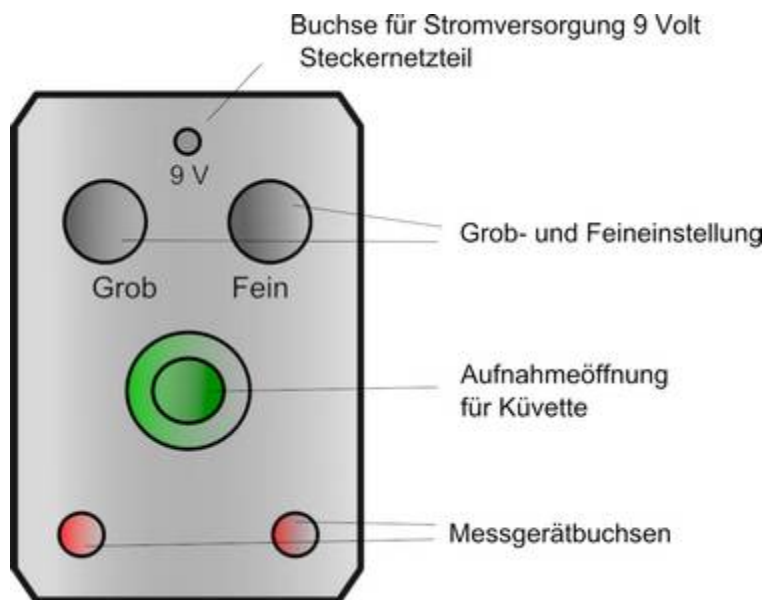 Buchse für Stromversorgung 9 Volt
Steckernetzteil
9 V
Grob- und Feineinstellung
Grob
Fein
Aufnahmeöffnung
für Küvette
Messgerätbuchsen